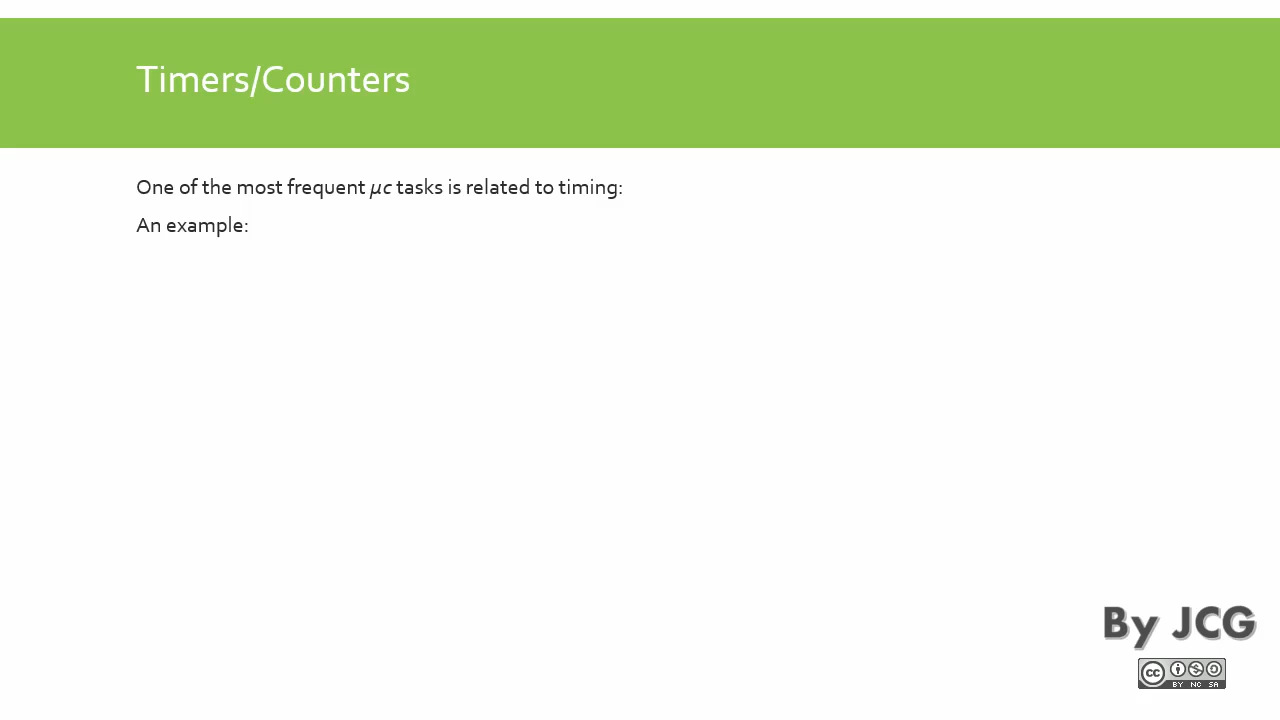 Timers/Counters
One of the most frequent µc tasks is related to timing:
An example:
By JCG
cc
BY NC SA